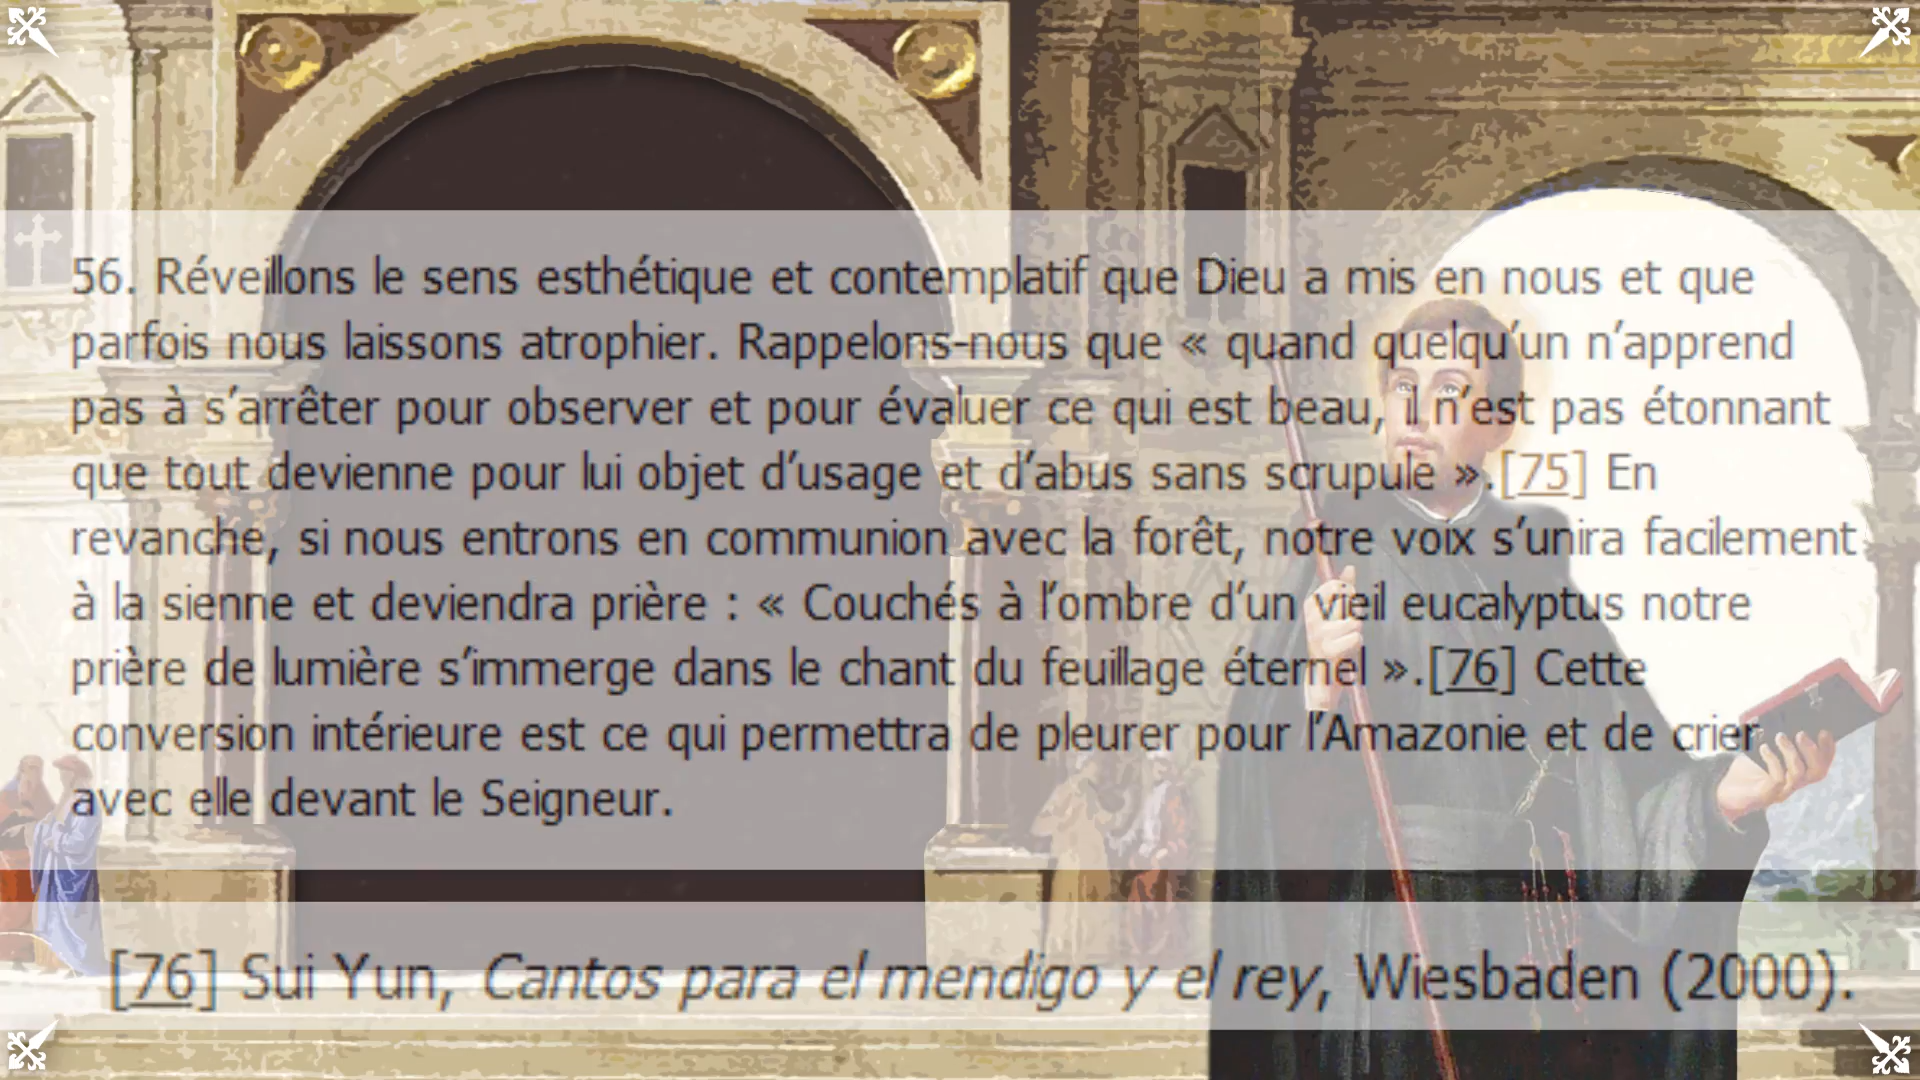 56. Réveillons le sens esthétique et contemplatif que Dieu a mis en nous et que
parfois nous laissons atrophier. Rappelons-nous que « quand quelqu’un n’apprend
pas à s’arrêter pour observer et pour évaluer ce qui est beau, il n’est pas étonnant
que tout devienne pour lui objet d’usage et d’abus sans scrupule ».[75] En
revanche, si nous entrons en communion avec la forêt, notre voix s’unira facilement
à la sienne et deviendra prière : « Couchés à l’ombre d’un vieil eucalyptus notre
prière de lumière s’immerge dans le chant du feuillage éternel ».[76] Cette
conversion intérieure est ce qui permettra de pleurer pour l’Amazonie et de crier
avec elle devant le Seigneur.
[76] Sui Yun, Cantos para el mendigo y el rey, Wiesbaden (2000).